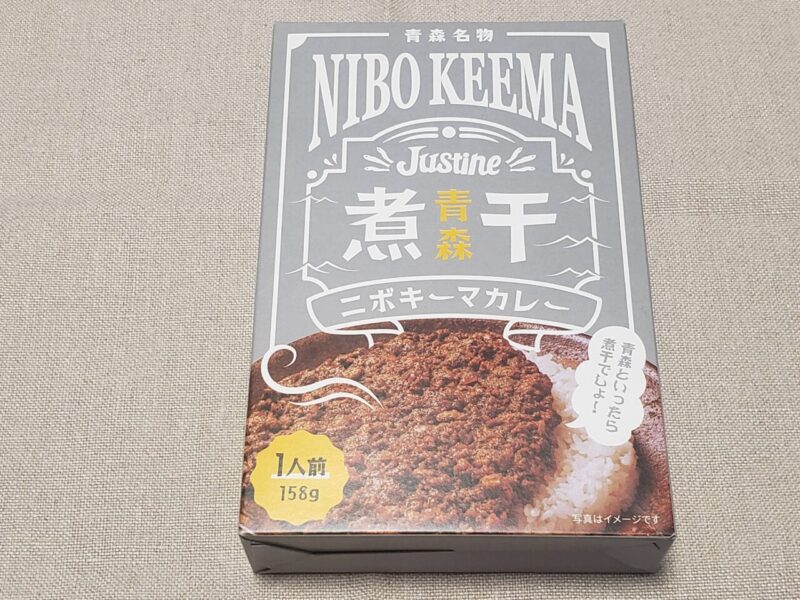 青森名物
NIBO KEEMA
Justine
煮青森干
ニボキーマカレー
青森といったら
煮干でしょ!
1人前
158g
写真はイメージです